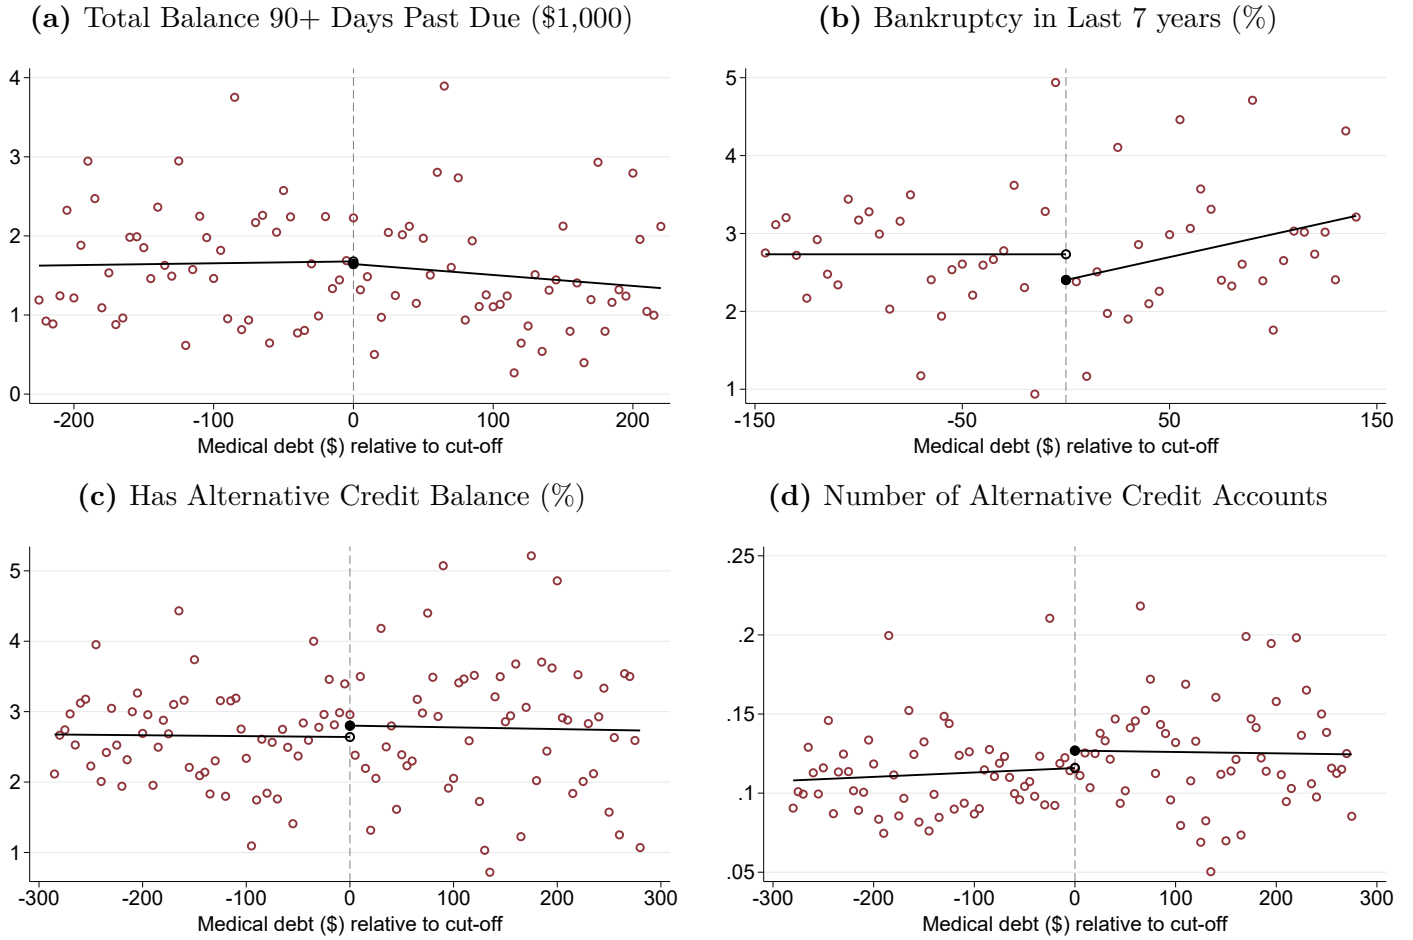 (a) Total Balance 90+ Days Past Due ($1,000)
4
3
2
1
0
-200 -100 0 100 200
Medical debt ($) relative to cut-off
(b) Bankruptcy in Last 7 years (%)
5
4
3
2
1
-150 -50 50 150
Medical debt ($) relative to cut-off
(c) Has Alternative Credit Balance (%)
5
4
3
2
1
-300 -200 -100 0 100 200 300
Medical debt ($) relative to cut-off
(d) Number of Alternative Credit Accounts
.25
.2
.15
.1
.05
-300 -200 -100 0 100 200 300
Medical debt ($) relative to cut-off